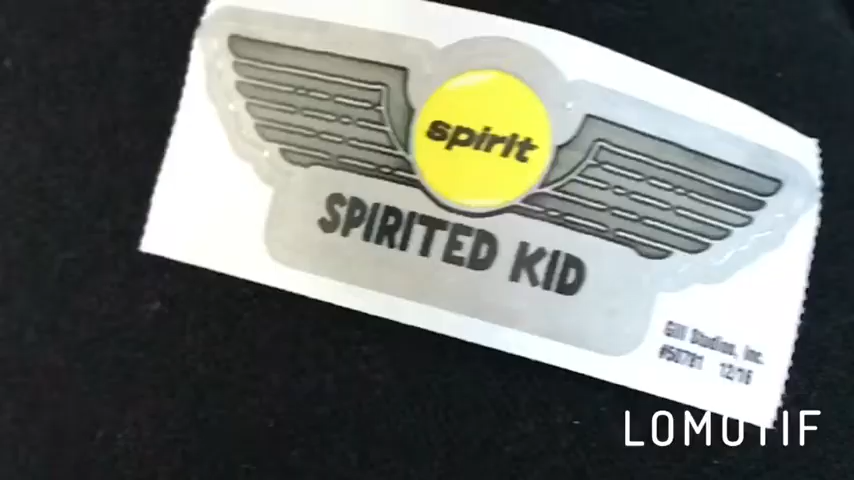 spirit
SPIRITED KID
Gill Studios, Inc.
#50781 12/16
LOMOTIF